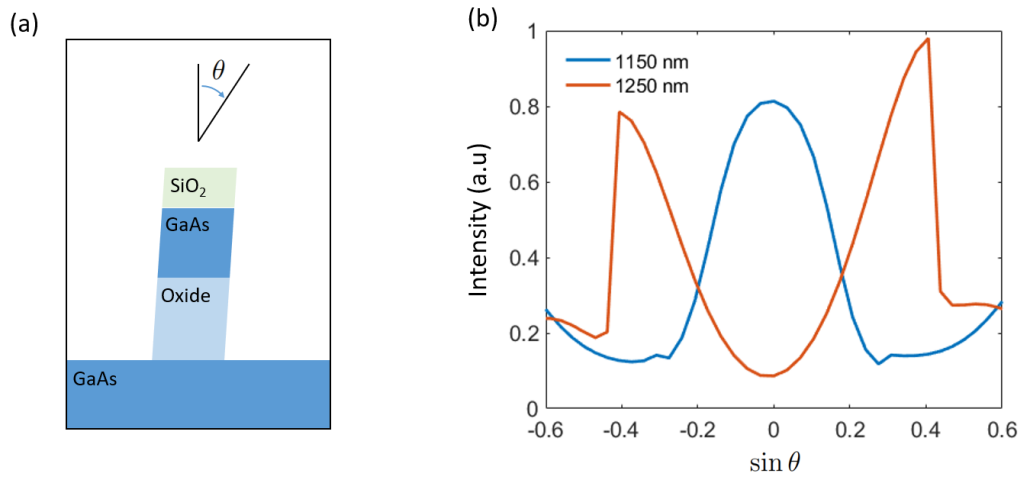 (a)
θ
SiO₂
GaAs
Oxide
GaAs
(b)
1150 nm
1250 nm
Intensity (a.u)
1
0.8
0.6
0.4
0.2
0
-0.6
-0.4
-0.2
0
0.2
0.4
0.6
sin θ